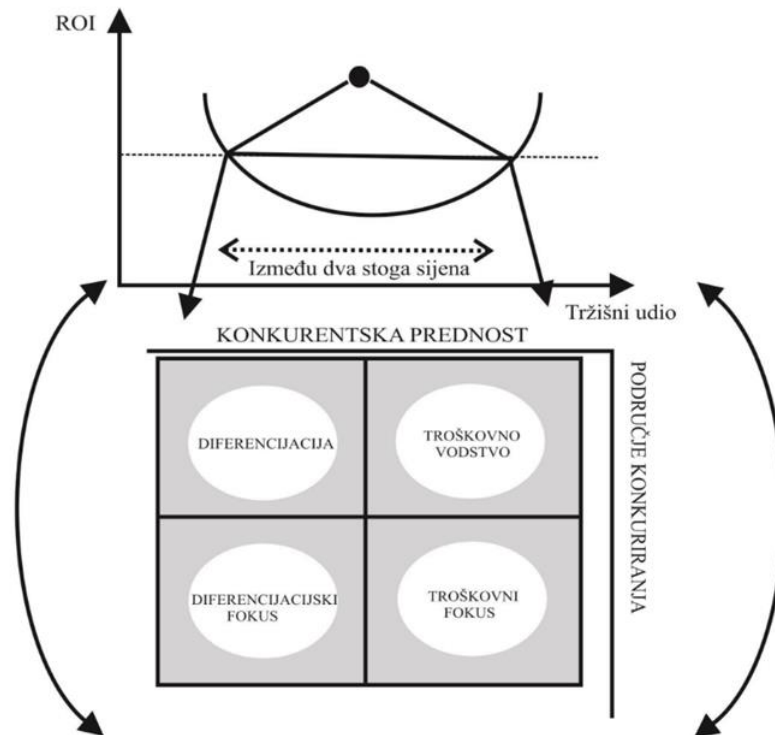 ROI
Između dva stoga sijena
Tržišni udio
KONKURENTSKA PREDNOST
PODRUČJE KONKURIRANJA
DIFERENCIJACIJA
TROŠKOVNO
VODSTVO
DIFERENCIJACIJSKI
FOKUS
TROŠKOVNI
FOKUS